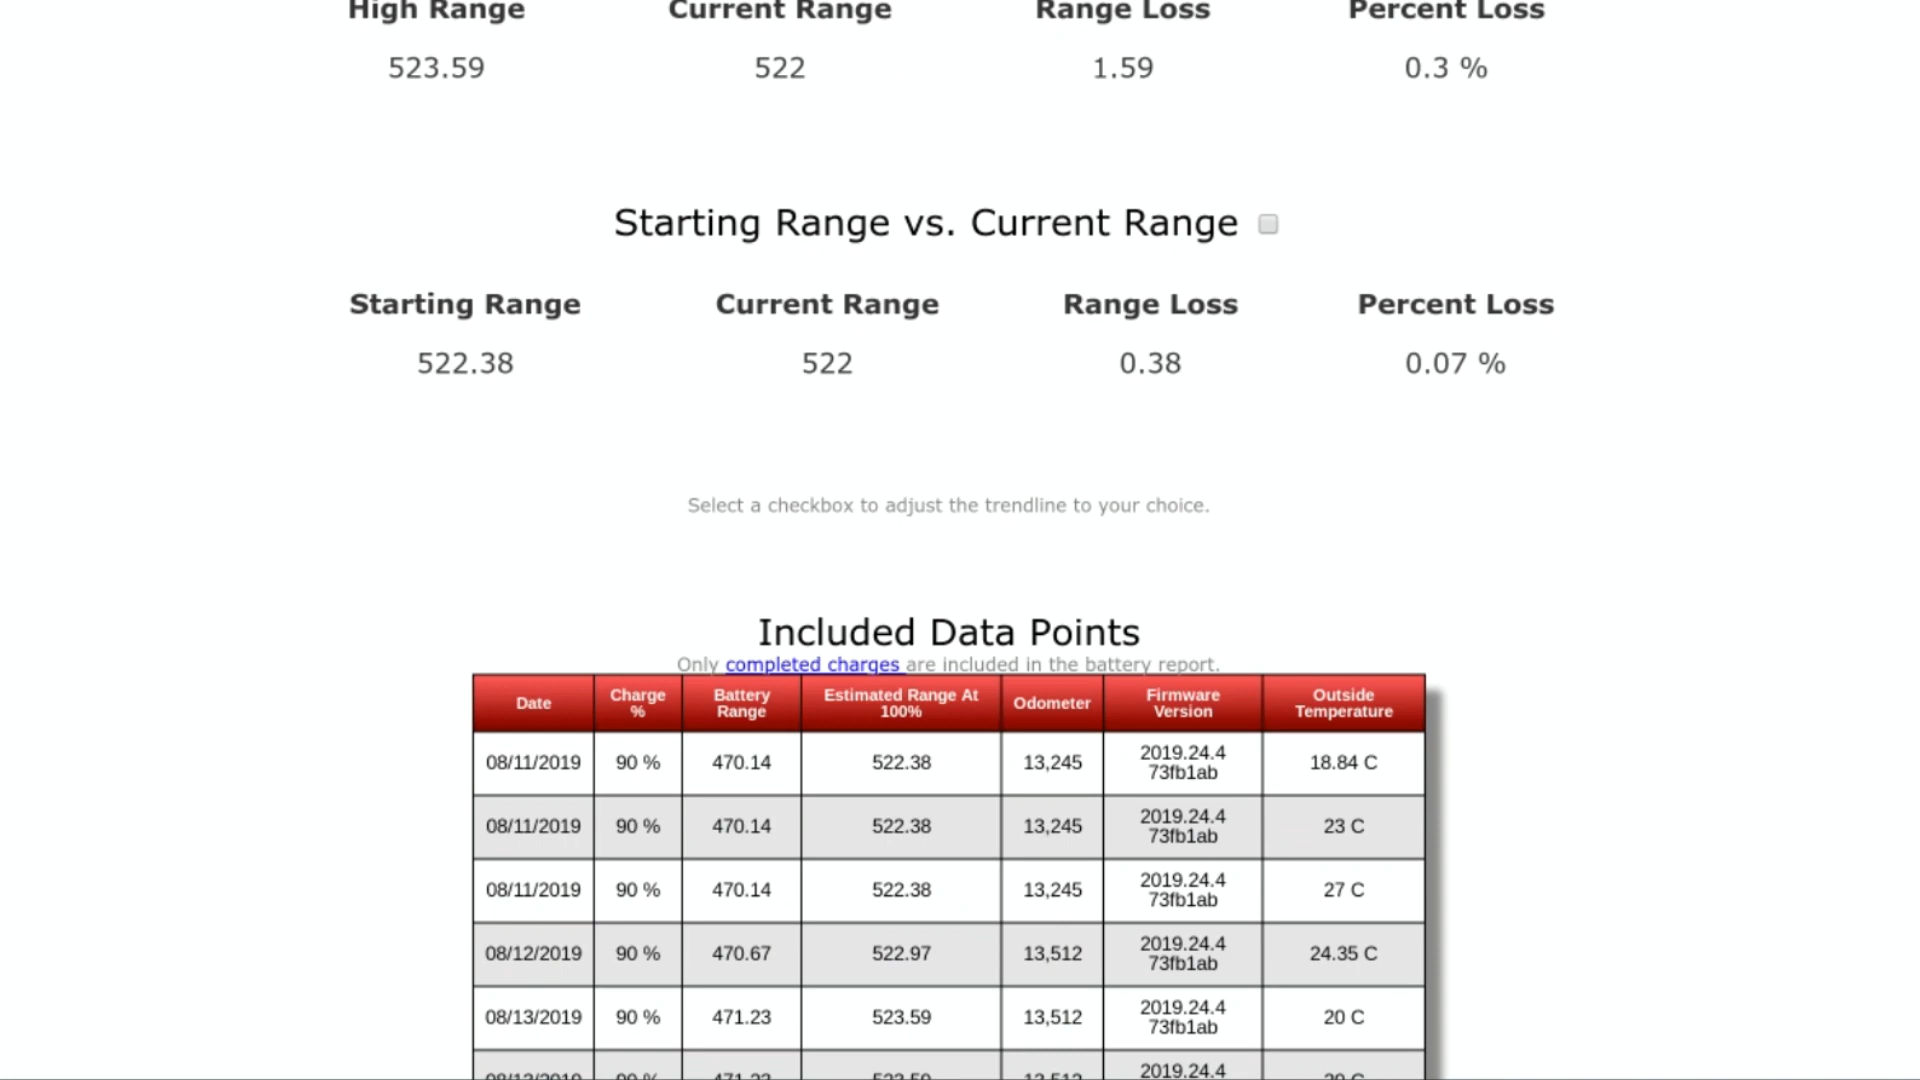 High Range Current Range Range Loss Percent Loss
523.59 522 1.59 0.3 %
Starting Range vs. Current Range
Starting Range Current Range Range Loss Percent Loss
522.38 522 0.38 0.07 %
Select a checkbox to adjust the trendline to your choice.
Included Data Points
Only completed charges are included in the battery report.
Date Charge % Battery Range Estimated Range At 100% Odometer Firmware Version Outside Temperature
08/11/2019 90 % 470.14 522.38 13,245 2019.24.4 73fb1ab 18.84 C
08/11/2019 90 % 470.14 522.38 13,245 2019.24.4 73fb1ab 23 C
08/11/2019 90 % 470.14 522.38 13,245 2019.24.4 73fb1ab 27 C
08/12/2019 90 % 470.67 522.97 13,512 2019.24.4 73fb1ab 24.35 C
08/13/2019 90 % 471.23 523.59 13,512 2019.24.4 73fb1ab 20 C
2019.24.4